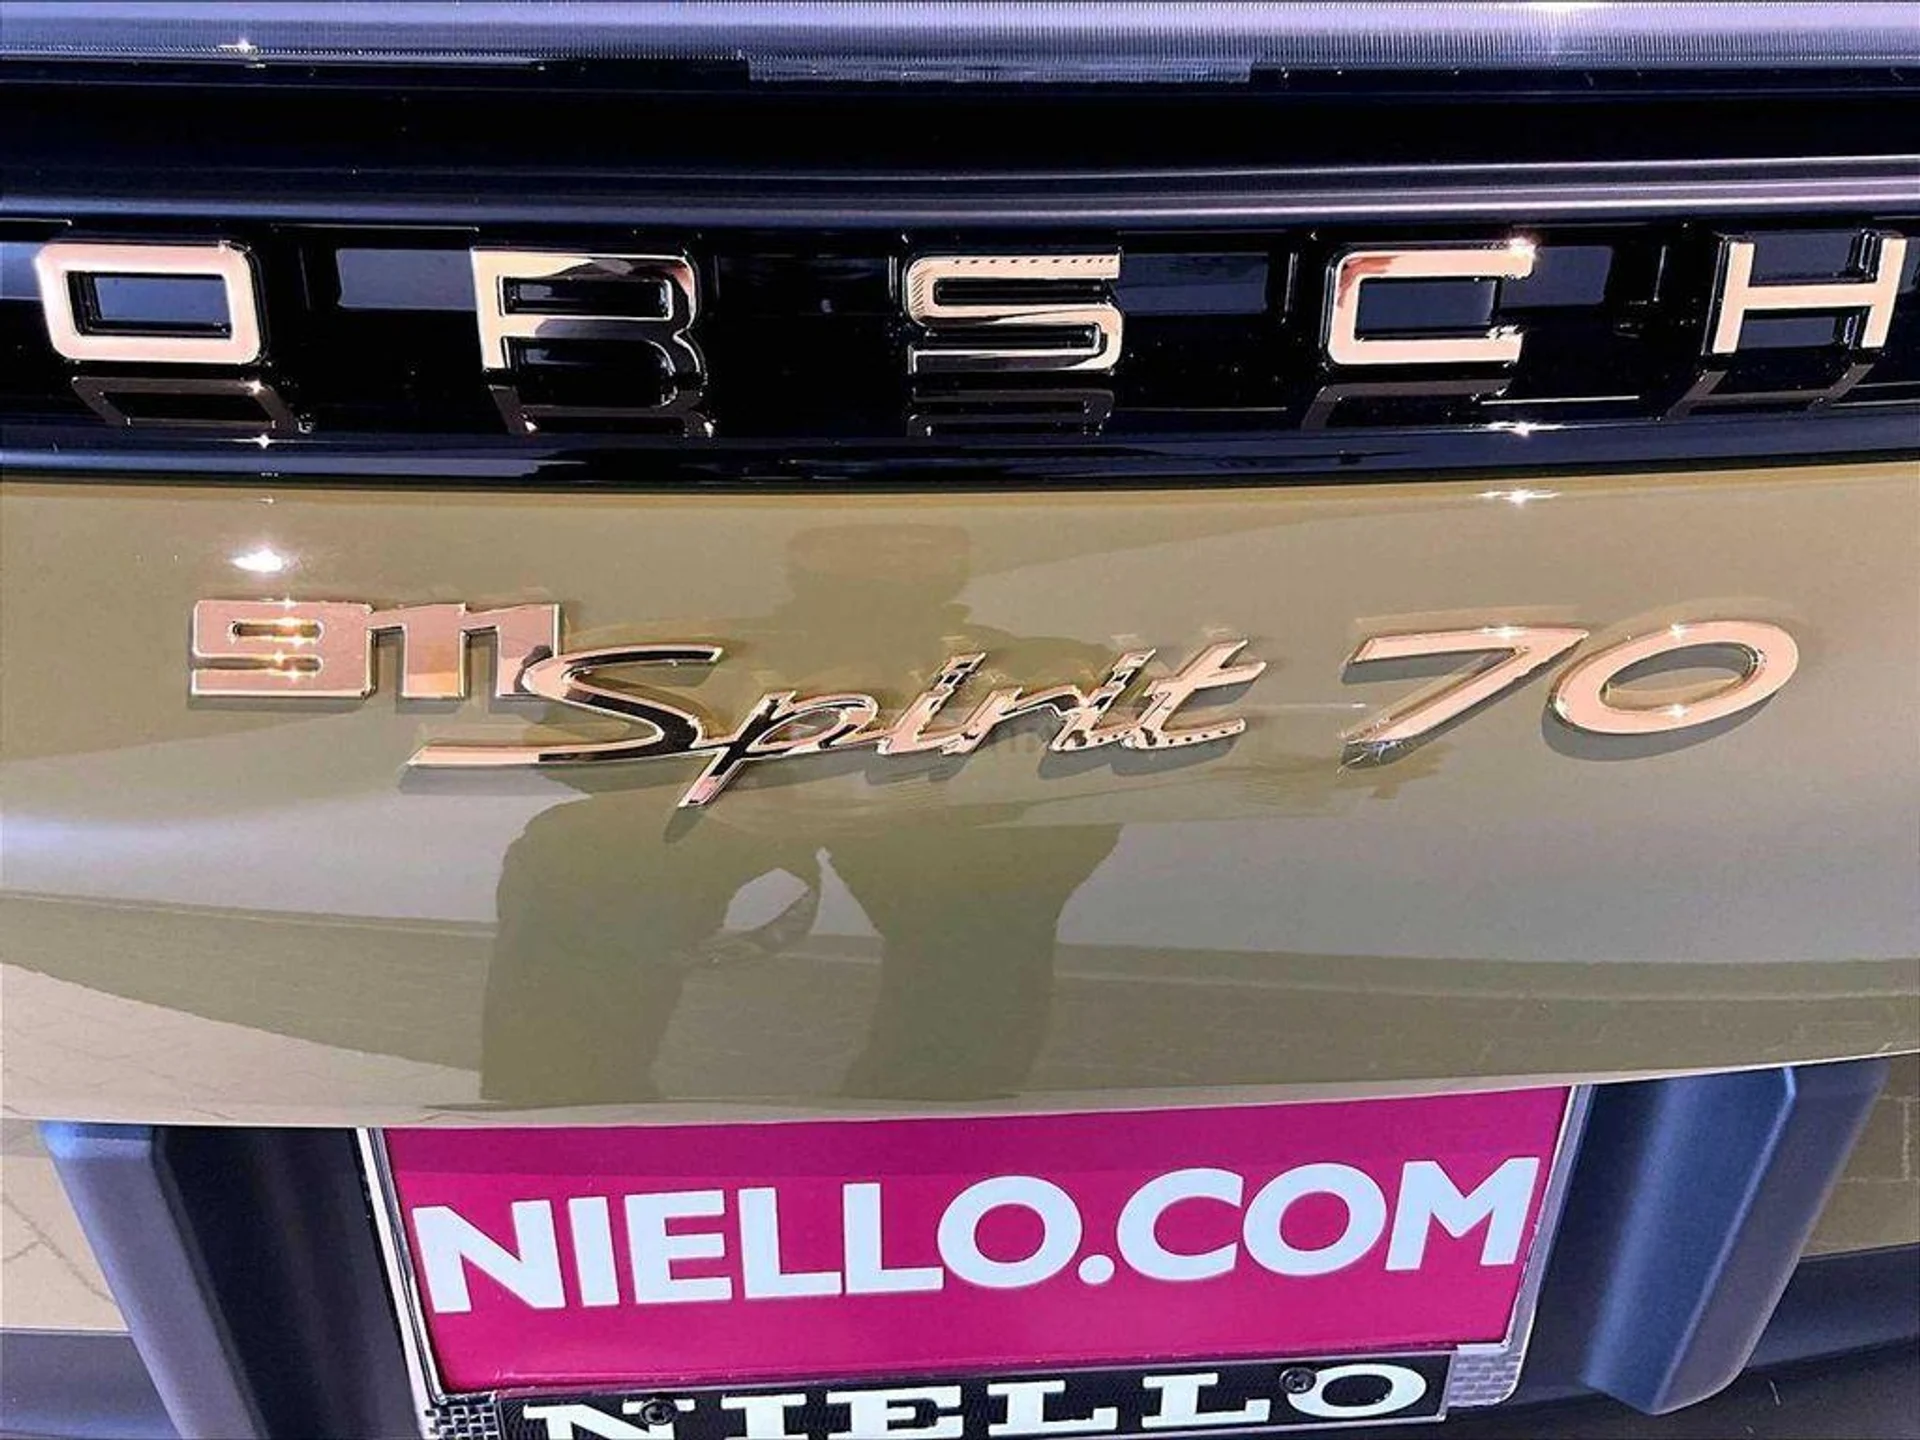 ORSCH
911 Spirit 70
NIELLO.COM
NIELLO